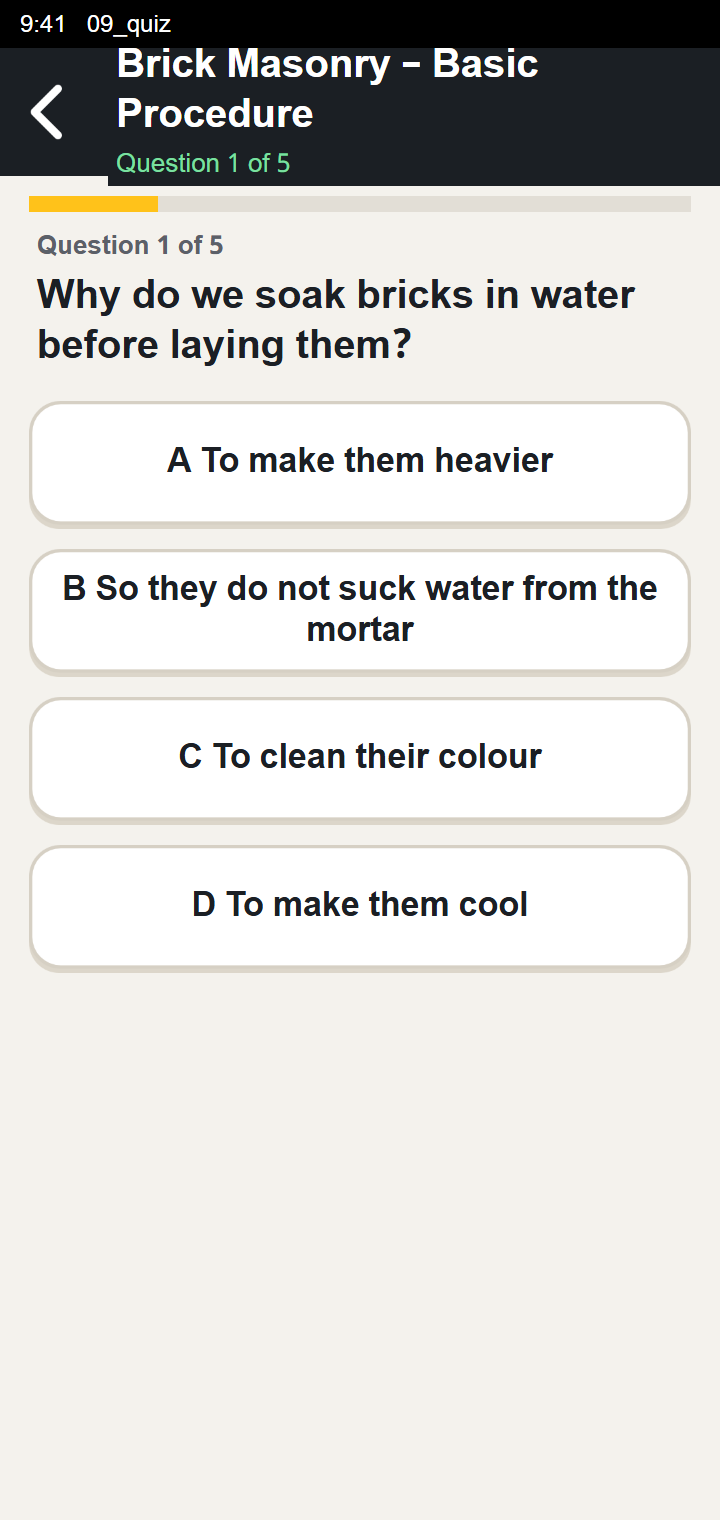 9:41 09_quiz
Brick Masonry – Basic
Procedure
Question 1 of 5
Question 1 of 5
Why do we soak bricks in water
before laying them?
A To make them heavier
B So they do not suck water from the
mortar
C To clean their colour
D To make them cool